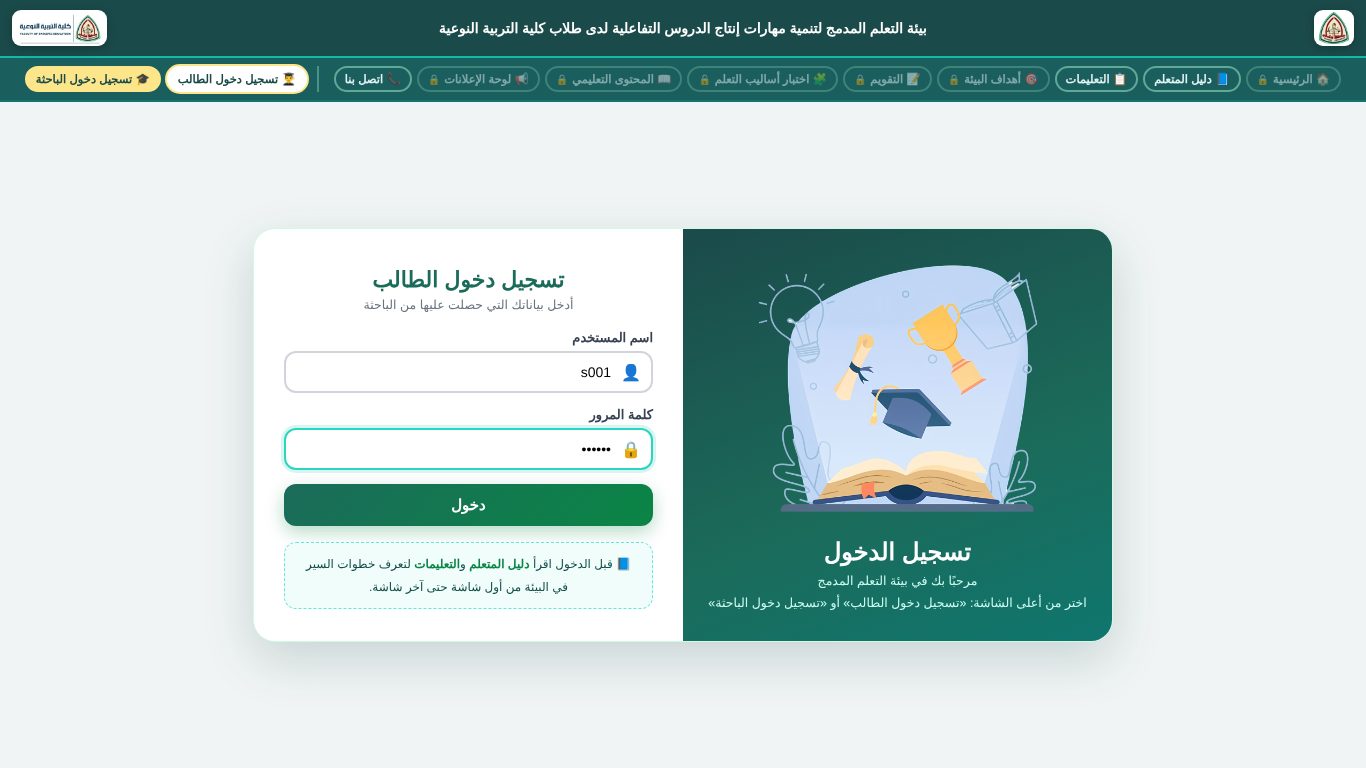 بيئة التعلم المدمج لتنمية مهارات إنتاج الدروس التفاعلية لدى طلاب كلية التربية النوعية
كلية التربية النوعية
الرئيسية
دليل المتعلم
التعليمات
أهداف البيئة
التقويم
اختبار أساليب التعلم
المحتوى التعليمي
لوحة الإعلانات
اتصل بنا
تسجيل دخول الطالب
تسجيل دخول الباحثة
تسجيل الدخول
مرحبًا بك في بيئة التعلم المدمج
اختر من أعلى الشاشة: «تسجيل دخول الطالب» أو «تسجيل دخول الباحثة»
تسجيل دخول الطالب
أدخل بياناتك التي حصلت عليها من الباحثة
اسم المستخدم
s001
كلمة المرور
••••••
دخول
قبل الدخول اقرأ دليل المتعلم والتعليمات لتعرف خطوات السير
في البيئة من أول شاشة حتى آخر شاشة.